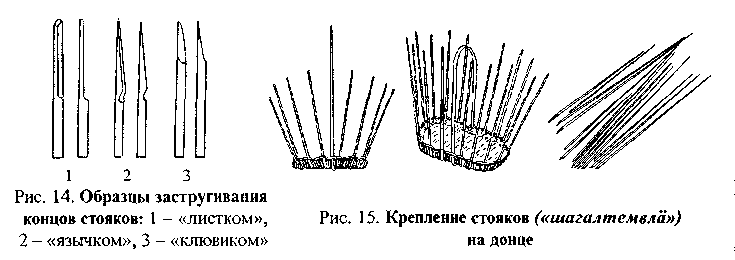 1 2 3
Рис. 14. Образцы застругивания
концов стояков: 1 – «листком»,
2 – «язычком», 3 – «клювиком»
Рис. 15. Крепление стояков («шагалтемвлӓ»)
на донце